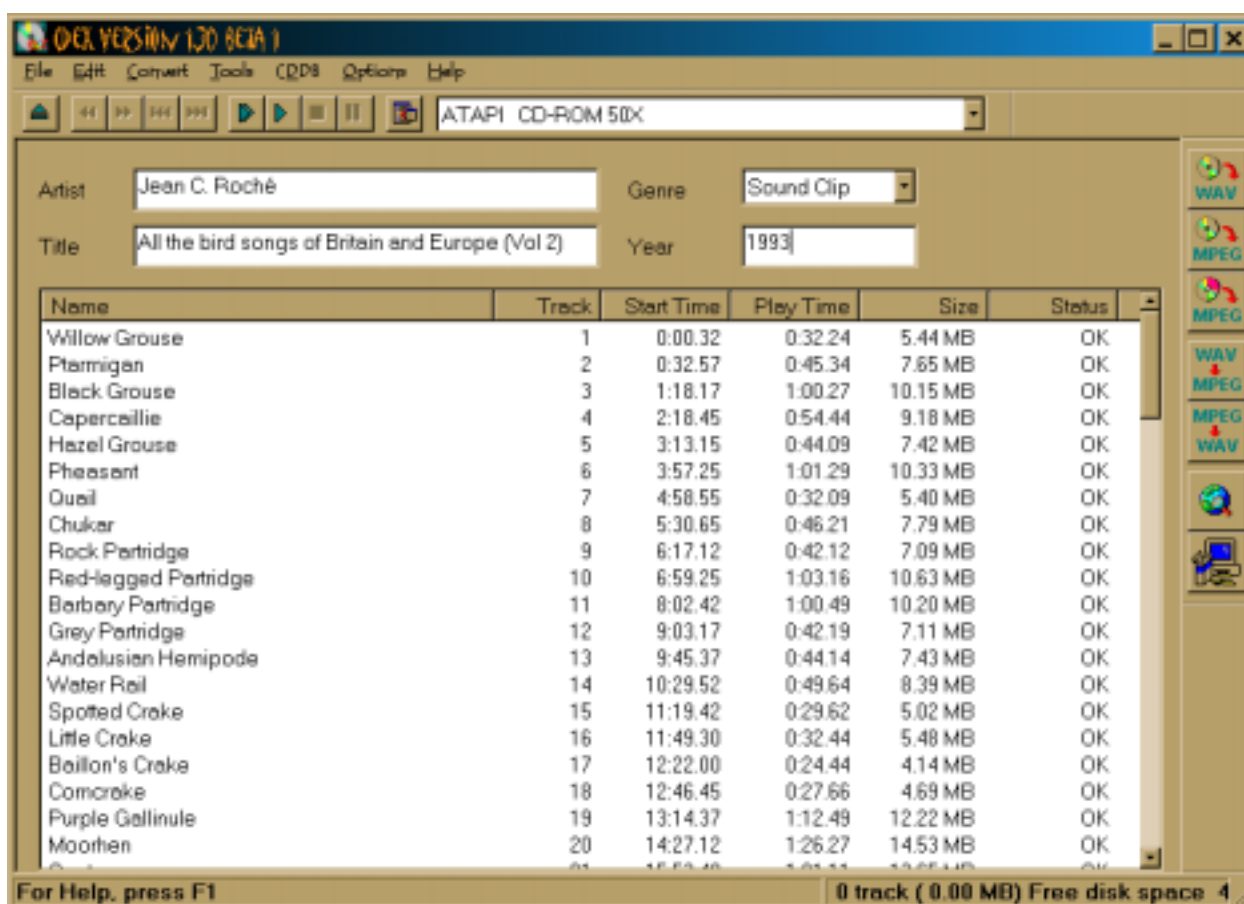 CDEX VERSION 1.30 BETA 1
File Edit Convert Tools CDDB Options Help
ATAPI CD-ROM 50X
Artist Jean C. Roché Genre Sound Clip
Title All the bird songs of Britain and Europe (Vol 2) Year 1993
WAV
MPEG
MPEG
WAV
MPEG
MPEG
WAV
Name Track Start Time Play Time Size Status
Willow Grouse 1 0:00.32 0:32.24 5.44 MB OK
Ptarmigan 2 0:32.57 0:45.34 7.65 MB OK
Black Grouse 3 1:18.17 1:00.27 10.15 MB OK
Capercaillie 4 2:18.45 0:54.44 9.18 MB OK
Hazel Grouse 5 3:13.15 0:44.09 7.42 MB OK
Pheasant 6 3:57.25 1:01.29 10.33 MB OK
Quail 7 4:58.55 0:32.09 5.40 MB OK
Chukar 8 5:30.65 0:46.21 7.79 MB OK
Rock Partridge 9 6:17.12 0:42.12 7.09 MB OK
Red-legged Partridge 10 6:59.25 1:03.16 10.63 MB OK
Barbary Partridge 11 8:02.42 1:00.49 10.20 MB OK
Grey Partridge 12 9:03.17 0:42.19 7.11 MB OK
Andalusian Hemipode 13 9:45.37 0:44.14 7.43 MB OK
Water Rail 14 10:29.52 0:49.64 8.39 MB OK
Spotted Crake 15 11:19.42 0:29.62 5.02 MB OK
Little Crake 16 11:49.30 0:32.44 5.48 MB OK
Baillon's Crake 17 12:22.00 0:24.44 4.14 MB OK
Corncrake 18 12:46.45 0:27.66 4.69 MB OK
Purple Gallinule 19 13:14.37 1:12.49 12.22 MB OK
Moorhen 20 14:27.12 1:26.27 14.53 MB OK
For Help, press F1 0 track ( 0.00 MB) Free disk space 4